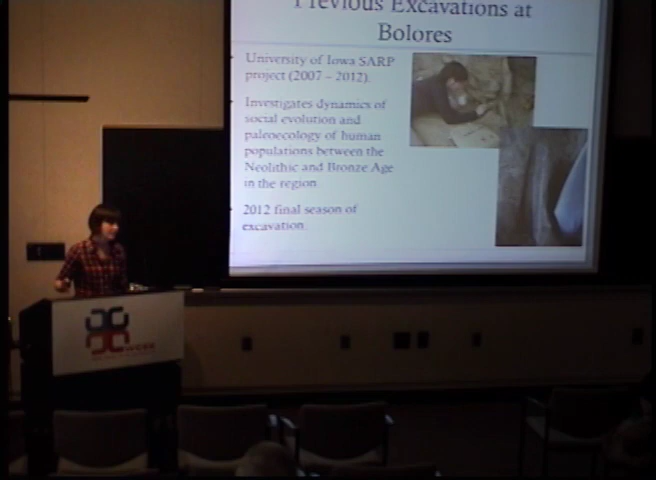 Previous Excavations at
Bolores
University of Iowa SARP
project (2007 – 2012).
Investigates dynamics of
social evolution and
paleoecology of human
populations between the
Neolithic and Bronze Age
in the region
2012 final season of
excavation.